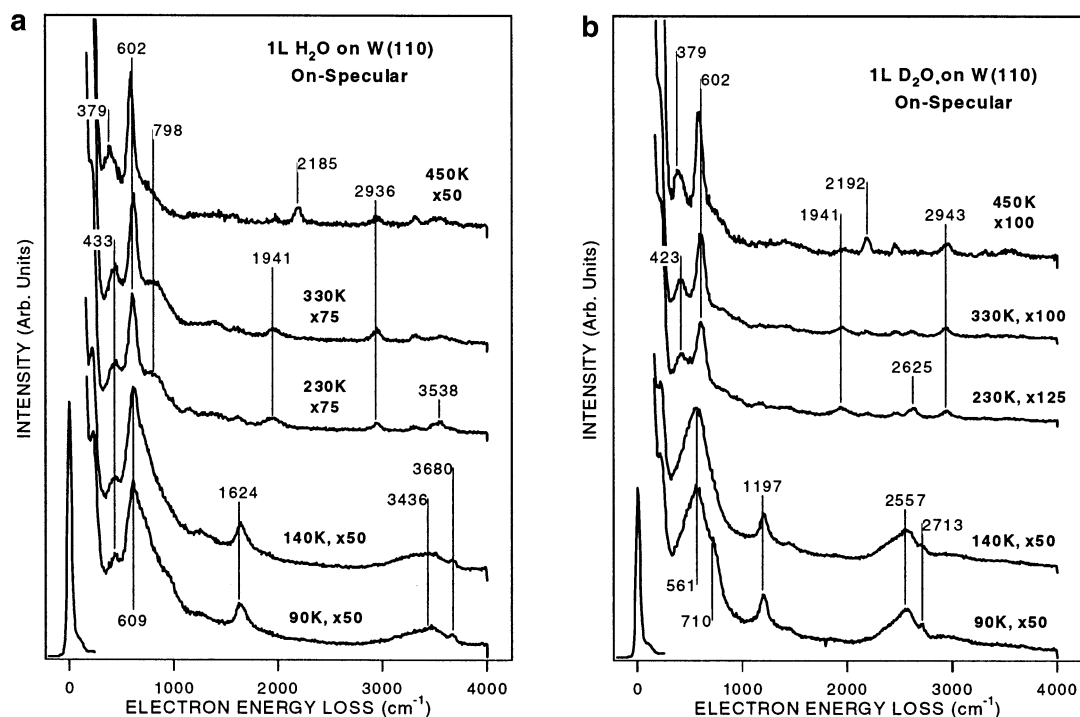 a
1L H2O on W(110)
On-Specular
602
379
798
2185
2936
450K
x50
433
1941
330K
x75
230K
x75
3538
1624
3436
3680
140K, x50
609
90K, x50
INTENSITY (Arb. Units)
0 1000 2000 3000 4000
ELECTRON ENERGY LOSS (cm-1)
b
379
602
1L D2O, on W(110)
On-Specular
2192
1941
2943
450K
x100
423
330K, x100
2625
230K, x125
1197
2557
2713
140K, x50
561
710
90K, x50
INTENSITY (Arb. Units)
0 1000 2000 3000 4000
ELECTRON ENERGY LOSS (cm-1)